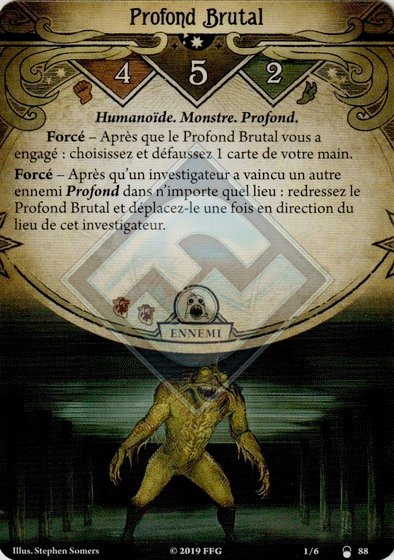 Profond Brutal
4 5 2
Humanoïde. Monstre. Profond.
Forcé – Après que le Profond Brutal vous a
engagé : choisissez et défaussez 1 carte de votre main.
Forcé – Après qu'un investigateur a vaincu un autre
ennemi Profond dans n'importe quel lieu : redressez le
Profond Brutal et déplacez-le une fois en direction du
lieu de cet investigateur.
ENNEMI
Illus. Stephen Somers © 2019 FFG 1/6 88